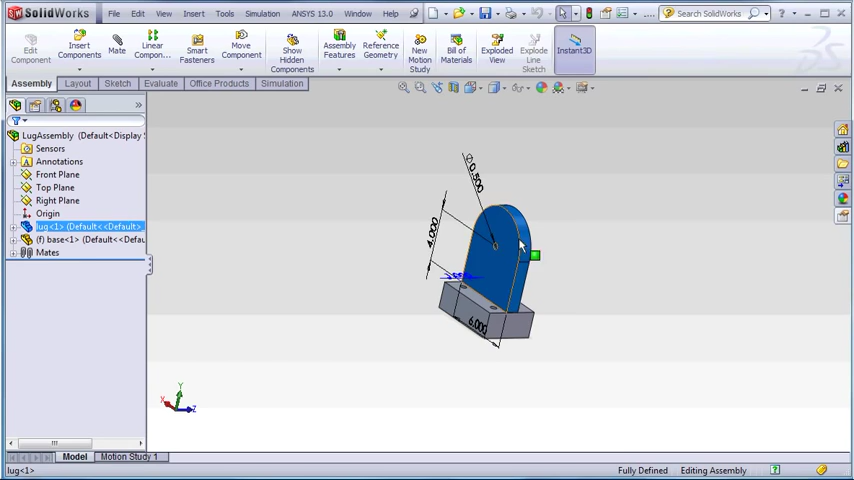 SolidWorks File Edit View Insert Tools Simulation ANSYS 13.0 Window Help .... Search SolidWorks ?
Edit Component
Insert Components
Mate
Linear Compon...
Smart Fasteners
Move Component
Show Hidden Components
Assembly Features
Reference Geometry
New Motion Study
Bill of Materials
Exploded View
Explode Line Sketch
Instant3D
Assembly Layout Sketch Evaluate Office Products Simulation
LugAssembly (Default<Display S
Sensors
Annotations
Front Plane
Top Plane
Right Plane
Origin
lug<1> (Default<<Default>
(f) base<1> (Default<<Defau
Mates
Ø0.500
4.000
6.000
Y
X
Z
Model Motion Study 1
lug<1> Fully Defined Editing Assembly ?